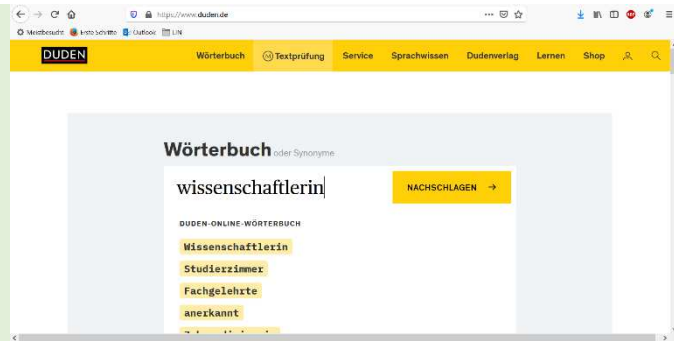 https://www.duden.de
Meistbesucht Erste Schritte Outlook LIN
DUDEN Wörterbuch Textprüfung Service Sprachwissen Dudenverlag Lernen Shop
Wörterbuch oder Synonyme
wissenschaftlerin NACHSCHLAGEN →
DUDEN-ONLINE-WÖRTERBUCH
Wissenschaftlerin
Studierzimmer
Fachgelehrte
anerkannt